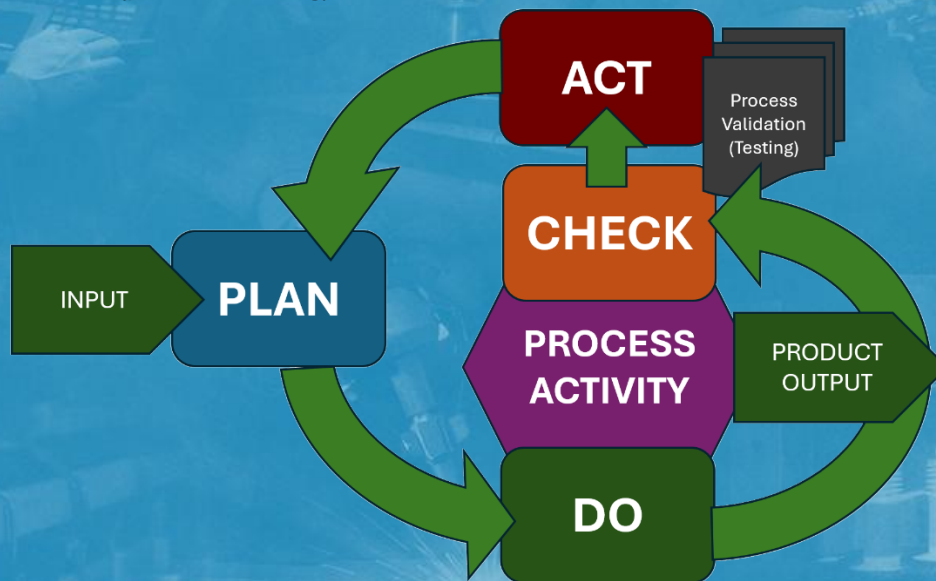 ACT
Process
Validation
(Testing)
CHECK
INPUT
PLAN
PROCESS
ACTIVITY
PRODUCT
OUTPUT
DO